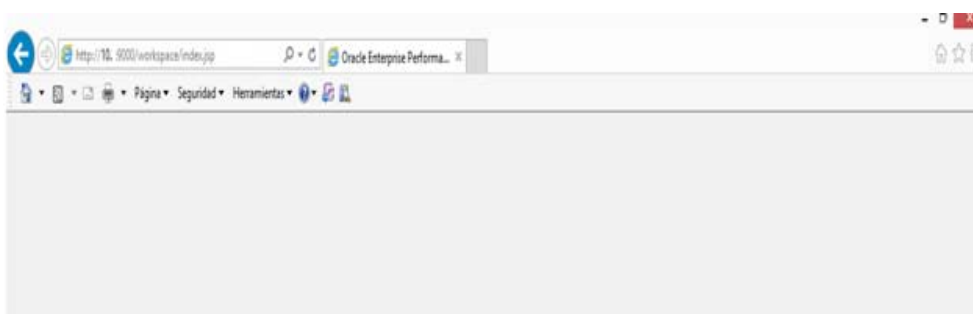 http://10. 9000/workspace/index.jsp
Oracle Enterprise Performa...
Página Seguridad Herramientas